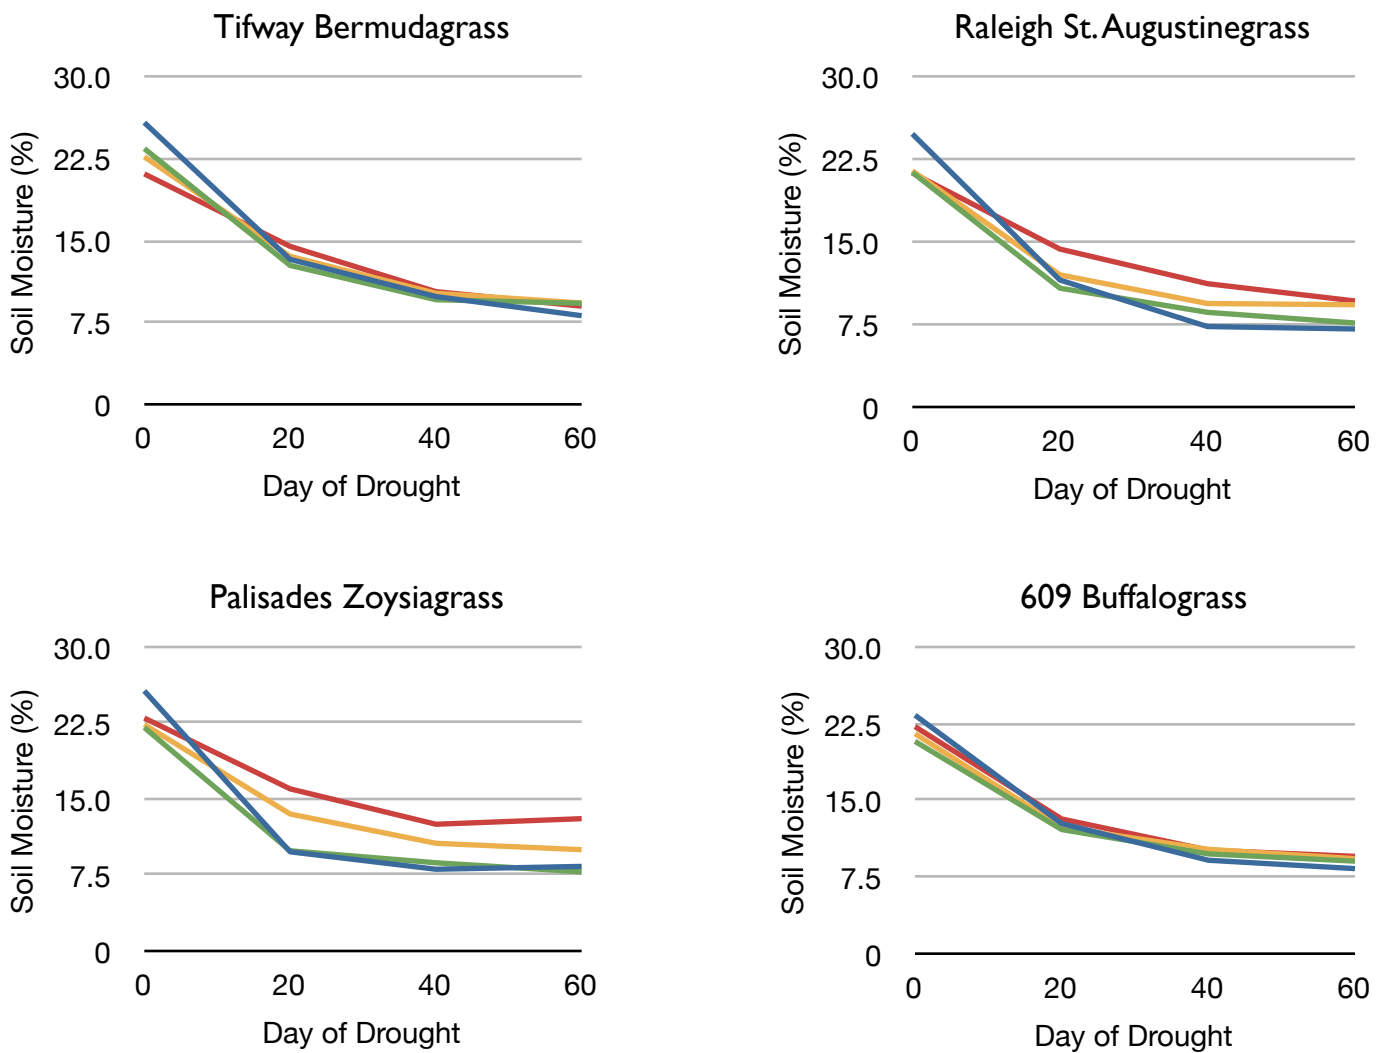 Tifway Bermudagrass
30.0
22.5
15.0
7.5
0
Soil Moisture (%)
0 20 40 60
Day of Drought
Raleigh St. Augustinegrass
30.0
22.5
15.0
7.5
0
Soil Moisture (%)
0 20 40 60
Day of Drought
Palisades Zoysiagrass
30.0
22.5
15.0
7.5
0
Soil Moisture (%)
0 20 40 60
Day of Drought
609 Buffalograss
30.0
22.5
15.0
7.5
0
Soil Moisture (%)
0 20 40 60
Day of Drought